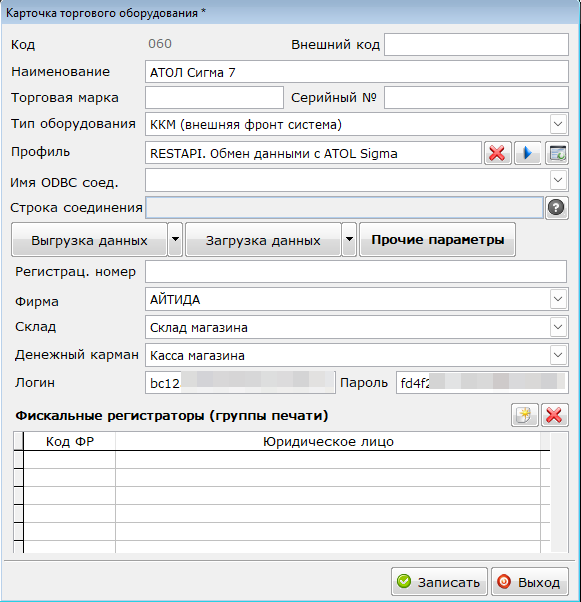 Карточка торгового оборудования *
Код 060 Внешний код
Наименование АТОЛ Сигма 7
Торговая марка Серийный №
Тип оборудования ККМ (внешняя фронт система)
Профиль RESTAPI. Обмен данными с ATOL Sigma
Имя ODBC соед.
Строка соединения ?
Выгрузка данных Загрузка данных Прочие параметры
Регистрац. номер
Фирма АЙТИДА
Склад Склад магазина
Денежный карман Касса магазина
Логин bc12 Пароль fd4f2
Фискальные регистраторы (группы печати)
Код ФР Юридическое лицо
Записать Выход